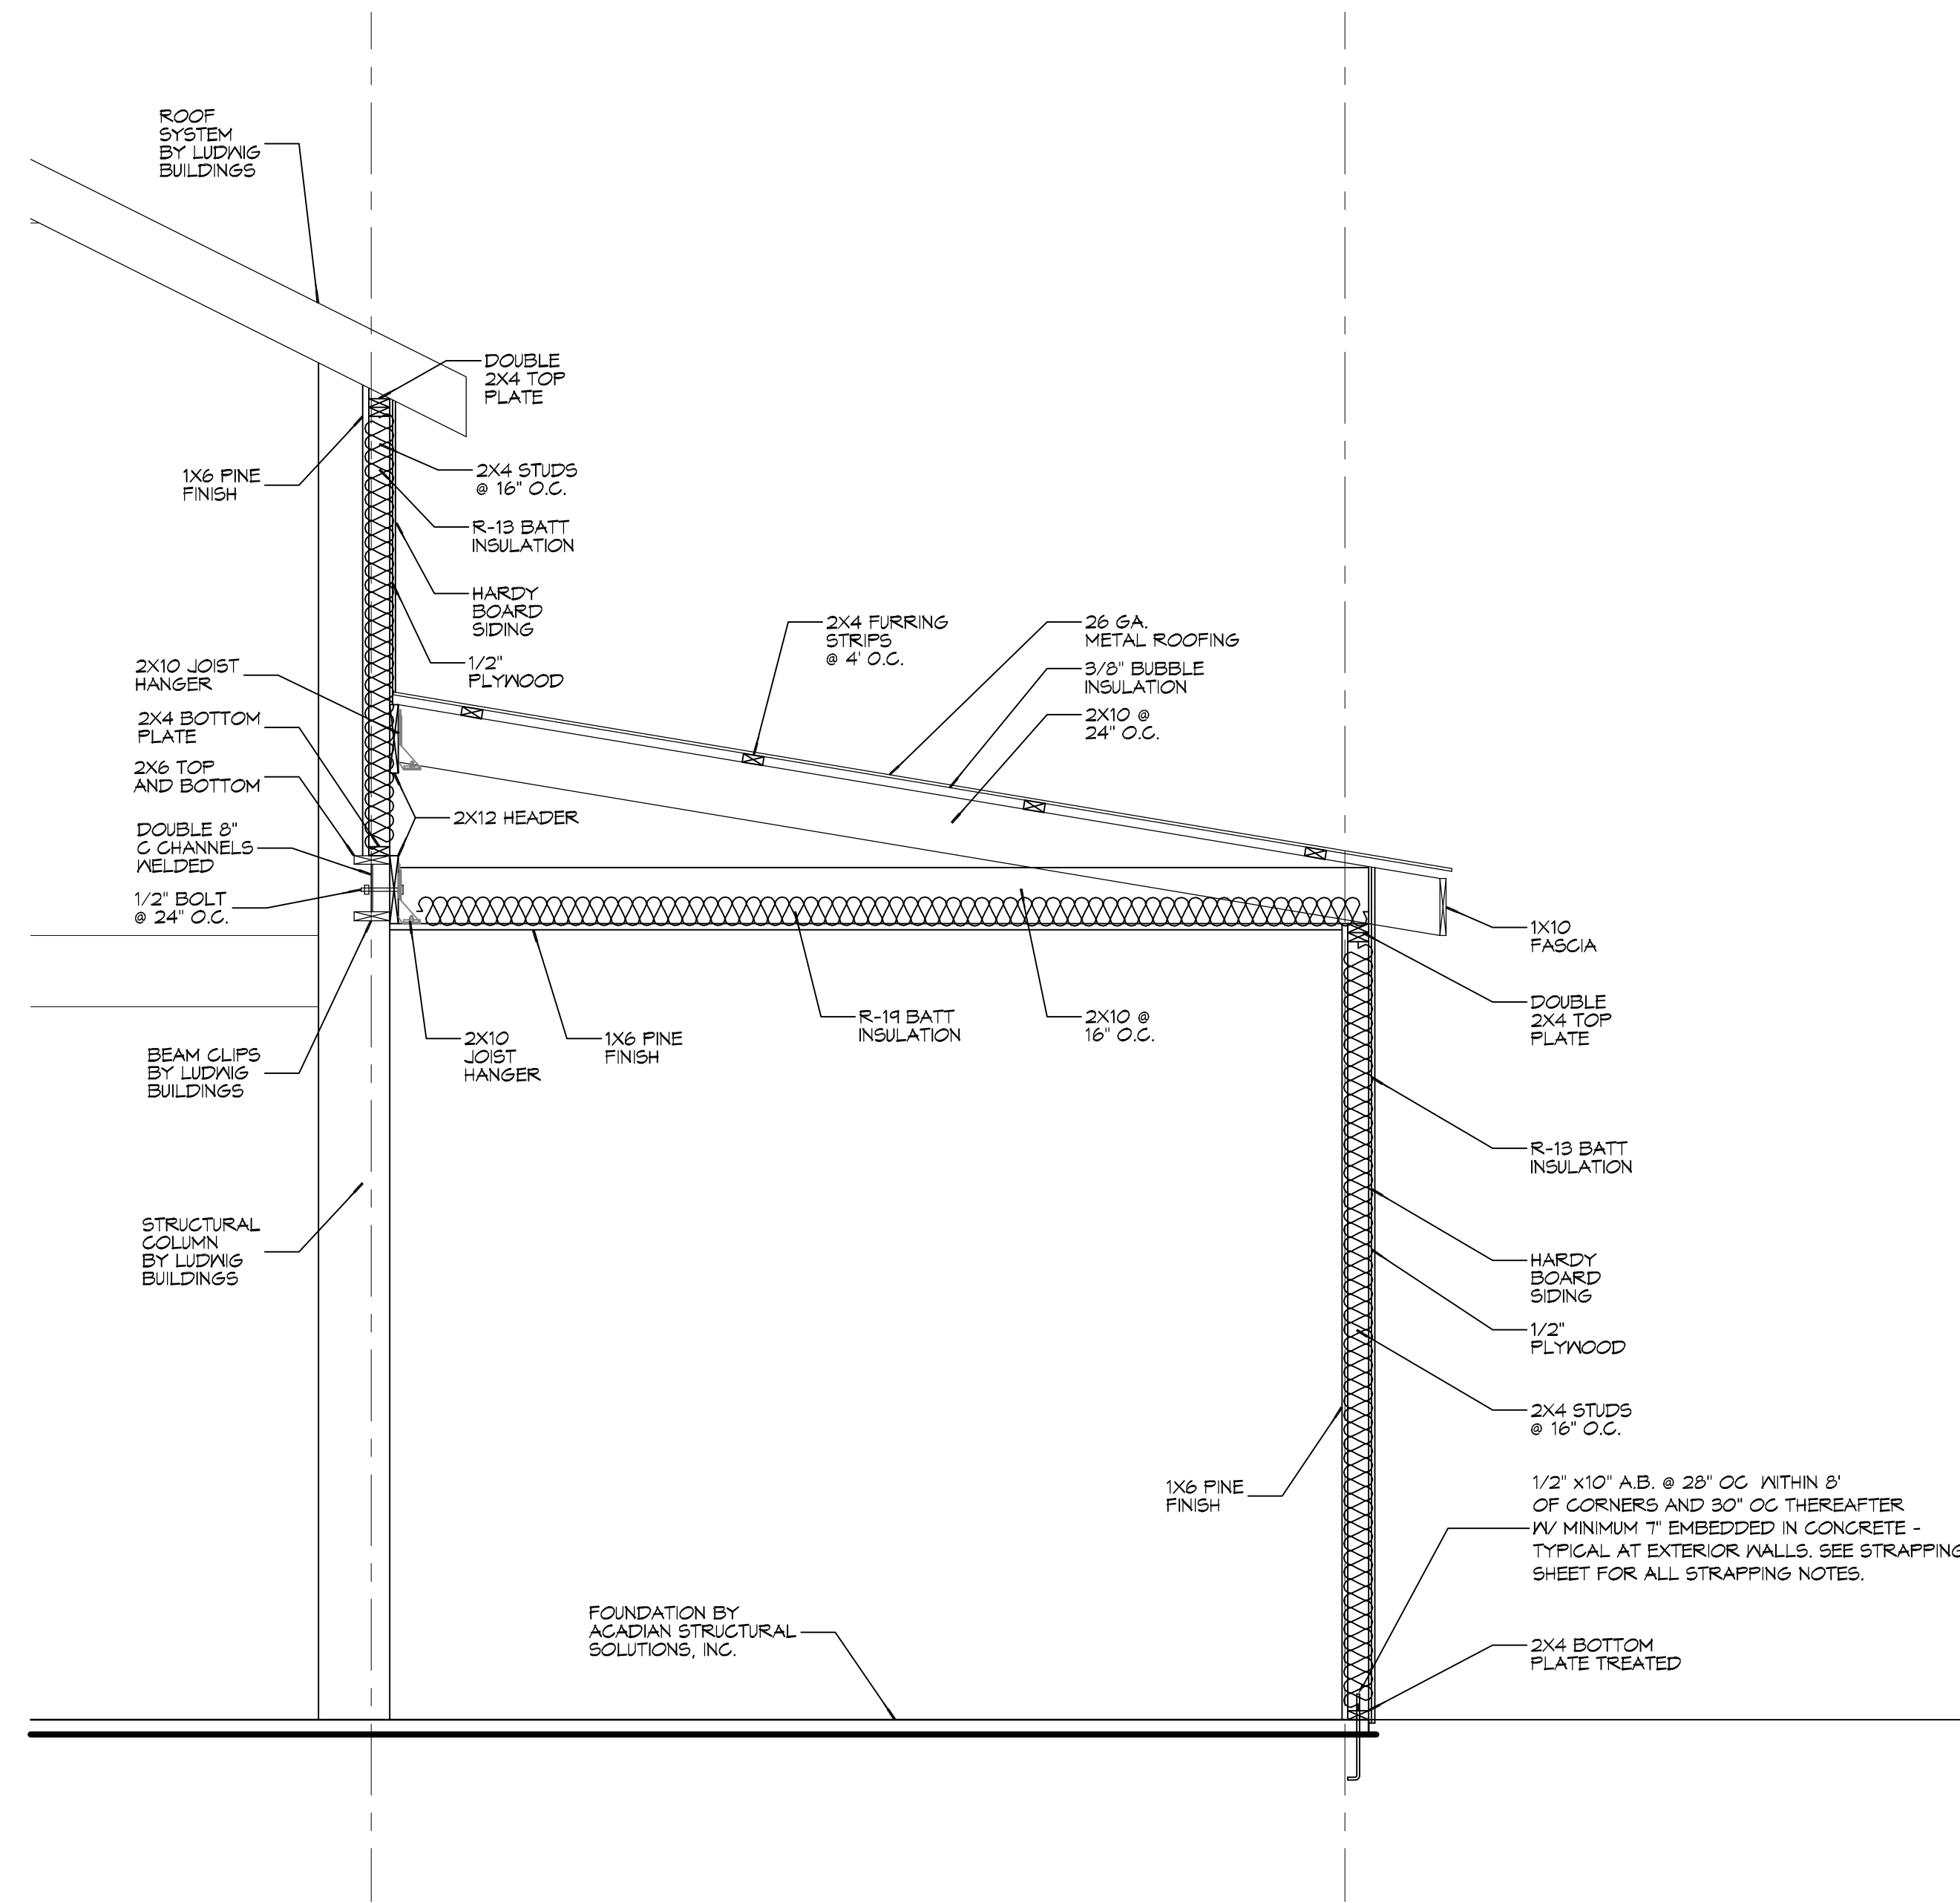 ROOF
SYSTEM
BY LUDWIG
BUILDINGS
DOUBLE
2X4 TOP
PLATE
1X6 PINE
FINISH
2X4 STUDS
@ 16" O.C.
R-13 BATT
INSULATION
HARDY
BOARD
SIDING
1/2"
PLYWOOD
2X10 JOIST
HANGER
2X4 BOTTOM
PLATE
2X6 TOP
AND BOTTOM
DOUBLE 8"
C CHANNELS
WELDED
1/2" BOLT
@ 24" O.C.
2X12 HEADER
2X4 FURRING
STRIPS
@ 4' O.C.
26 GA.
METAL ROOFING
3/8" BUBBLE
INSULATION
2X10 @
24" O.C.
1X10
FASCIA
DOUBLE
2X4 TOP
PLATE
BEAM CLIPS
BY LUDWIG
BUILDINGS
2X10
JOIST
HANGER
1X6 PINE
FINISH
R-19 BATT
INSULATION
2X10 @
16" O.C.
R-13 BATT
INSULATION
STRUCTURAL
COLUMN
BY LUDWIG
BUILDINGS
HARDY
BOARD
SIDING
1/2"
PLYWOOD
2X4 STUDS
@ 16" O.C.
1X6 PINE
FINISH
1/2" x10" A.B. @ 28" OC WITHIN 8'
OF CORNERS AND 30" OC THEREAFTER
W/ MINIMUM 7" EMBEDDED IN CONCRETE -
TYPICAL AT EXTERIOR WALLS. SEE STRAPPING
SHEET FOR ALL STRAPPING NOTES.
FOUNDATION BY
ACADIAN STRUCTURAL
SOLUTIONS, INC.
2X4 BOTTOM
PLATE TREATED